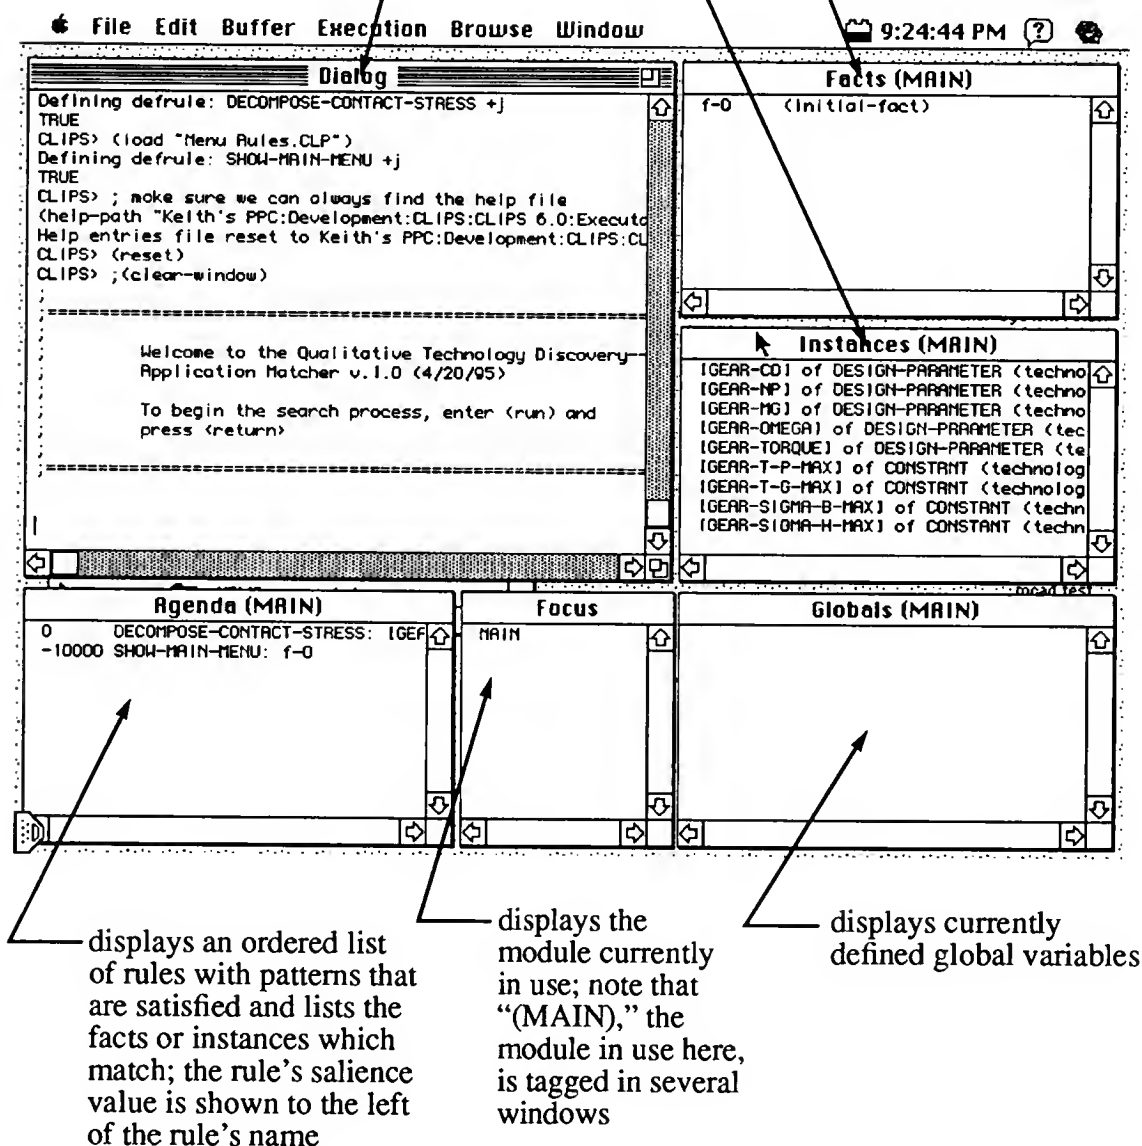 File Edit Buffer Execution Browse Window 9:24:44 PM
Dialog
Defining defrule: DECOMPOSE-CONTACT-STRESS +j
TRUE
CLIPS> (load "Menu Rules.CLP")
Defining defrule: SHOW-MAIN-MENU +j
TRUE
CLIPS> ; make sure we can always find the help file
(help-path "Keith's PPC:Development:CLIPS:CLIPS 6.0:Executa
Help entries file reset to Keith's PPC:Development:CLIPS:CL
CLIPS> (reset)
CLIPS> ;(clear-window)
;
;============================================================
;
; Welcome to the Qualitative Technology Discovery--
; Application Matcher v.1.0 (4/20/95)
;
; To begin the search process, enter (run) and
; press <return>
;
;============================================================
Facts (MAIN)
f-0 (initial-fact)
Instances (MAIN)
[GEAR-CD] of DESIGN-PARAMETER (techno
[GEAR-NP] of DESIGN-PARAMETER (techno
[GEAR-MG] of DESIGN-PARAMETER (techno
[GEAR-OMEGA] of DESIGN-PARAMETER (tec
[GEAR-TORQUE] of DESIGN-PARAMETER (te
[GEAR-T-P-MAX] of CONSTANT (technolog
[GEAR-T-G-MAX] of CONSTANT (technolog
[GEAR-SIGMA-B-MAX] of CONSTANT (techn
[GEAR-SIGMA-H-MAX] of CONSTANT (techn
mcad test
Agenda (MAIN)
0 DECOMPOSE-CONTACT-STRESS: [GEA
-10000 SHOW-MAIN-MENU: f-0
Focus
MAIN
Globals (MAIN)
displays an ordered list
of rules with patterns that
are satisfied and lists the
facts or instances which
match; the rule's salience
value is shown to the left
of the rule's name
displays the
module currently
in use; note that
“(MAIN),” the
module in use here,
is tagged in several
windows
displays currently
defined global variables